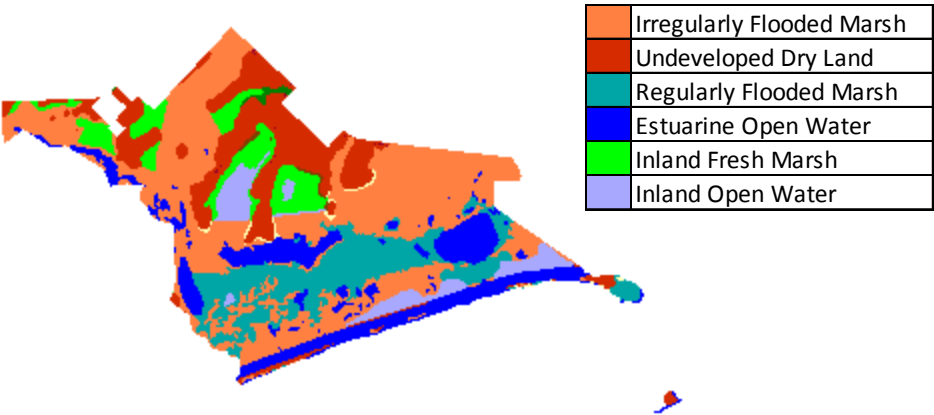 Irregularly Flooded Marsh
Undeveloped Dry Land
Regularly Flooded Marsh
Estuarine Open Water
Inland Fresh Marsh
Inland Open Water